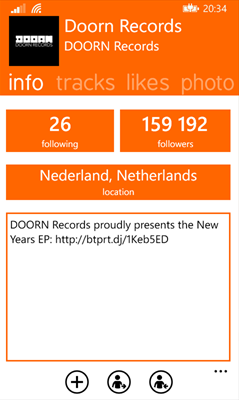 20:34
DOORN RECORDS
Doorn Records
DOORN Records
info tracks likes photo
26
following
159 192
followers
Nederland, Netherlands
location
DOORN Records proudly presents the New
Years EP: http://btprt.dj/1Keb5ED